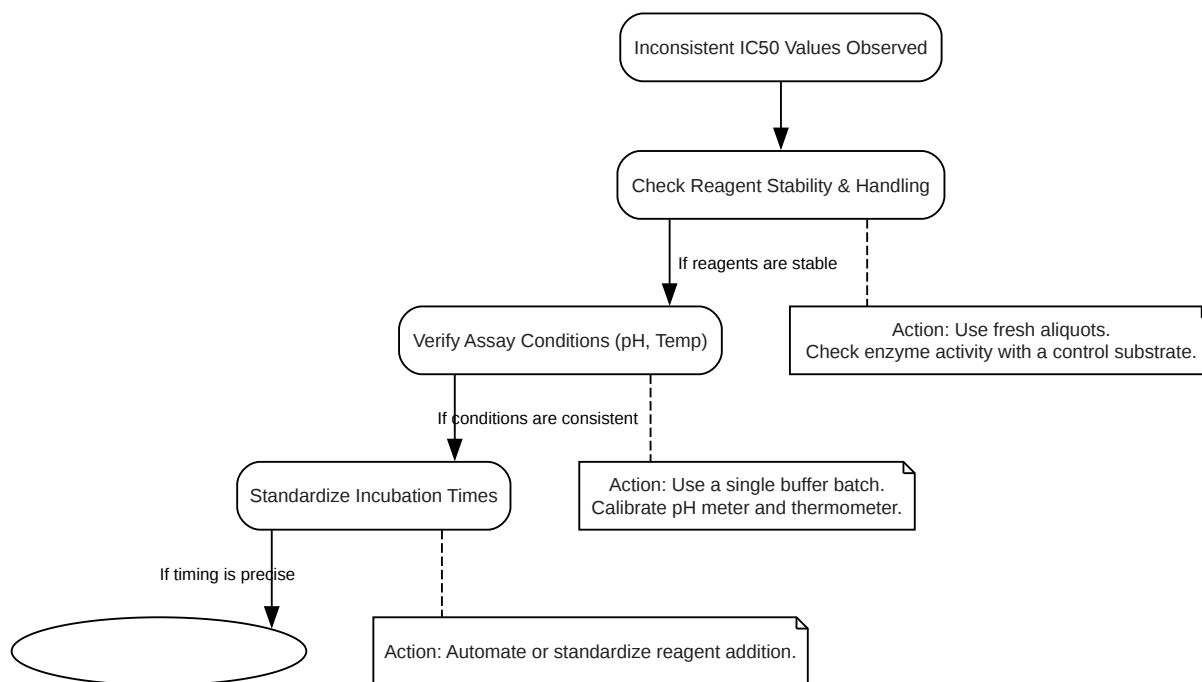 Inconsistent IC50 Values Observed
Check Reagent Stability & Handling
If reagents are stable
Verify Assay Conditions (pH, Temp)
Action: Use fresh aliquots.
Check enzyme activity with a control substrate.
If conditions are consistent
Standardize Incubation Times
Action: Use a single buffer batch.
Calibrate pH meter and thermometer.
If timing is precise
Action: Automate or standardize reagent addition.